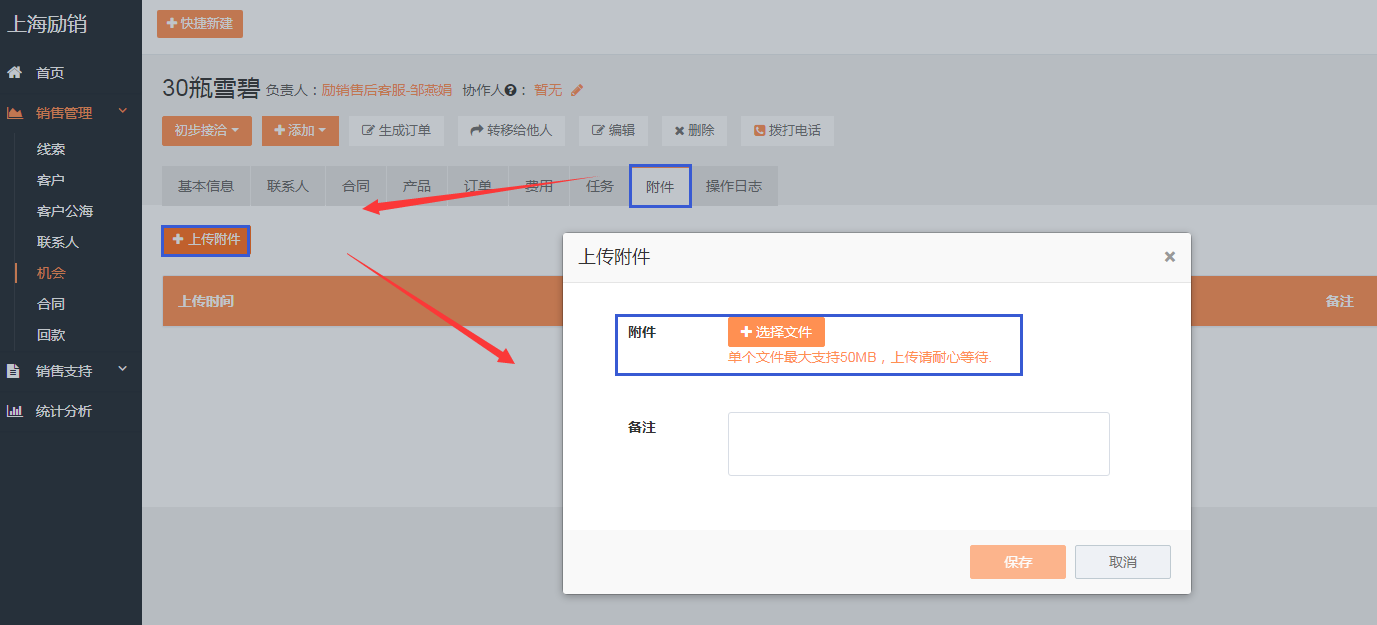 上海励销
首页
销售管理
线索
客户
客户公海
联系人
机会
合同
回款
销售支持
统计分析
快捷新建
30瓶雪碧 负责人：励销售后客服-邹燕娟 协作人 ： 暂无
初步接洽 添加 生成订单 转移给他人 编辑 删除 拨打电话
基本信息 联系人 合同 产品 订单 费用 任务 附件 操作日志
上传附件
上传时间 备注
上传附件
附件 选择文件
单个文件最大支持50MB，上传请耐心等待.
备注
保存 取消